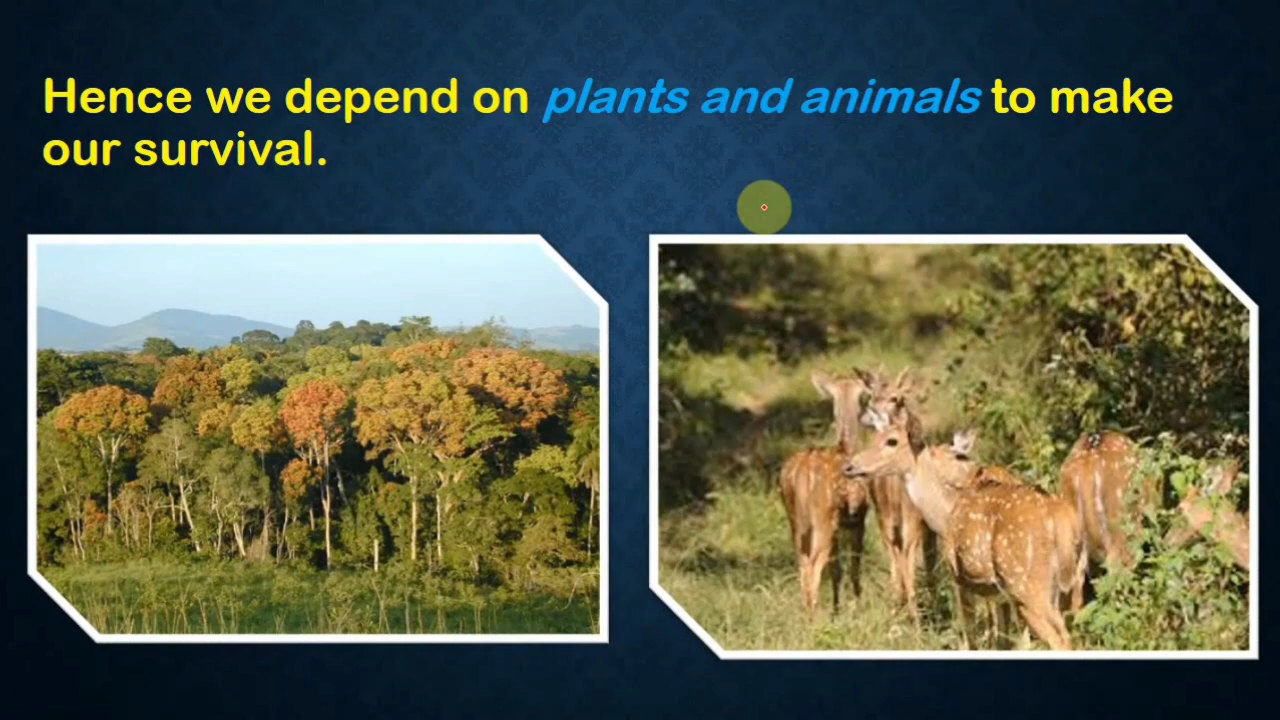 Hence we depend on plants and animals to make
our survival.